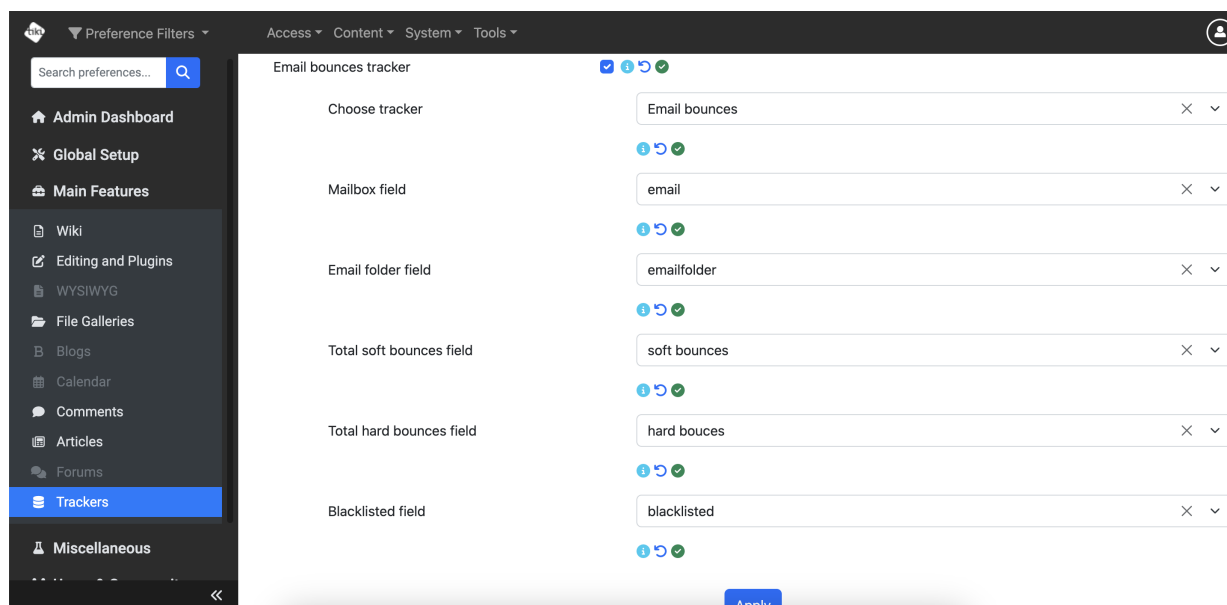 tiki Preference Filters Access Content System Tools
Search preferences...
Admin Dashboard
Global Setup
Main Features
Wiki
Editing and Plugins
WYSIWYG
File Galleries
Blogs
Calendar
Comments
Articles
Forums
Trackers
Miscellaneous
Email bounces tracker
Choose tracker Email bounces
Mailbox field email
Email folder field emailfolder
Total soft bounces field soft bounces
Total hard bounces field hard bouces
Blacklisted field blacklisted
Apply